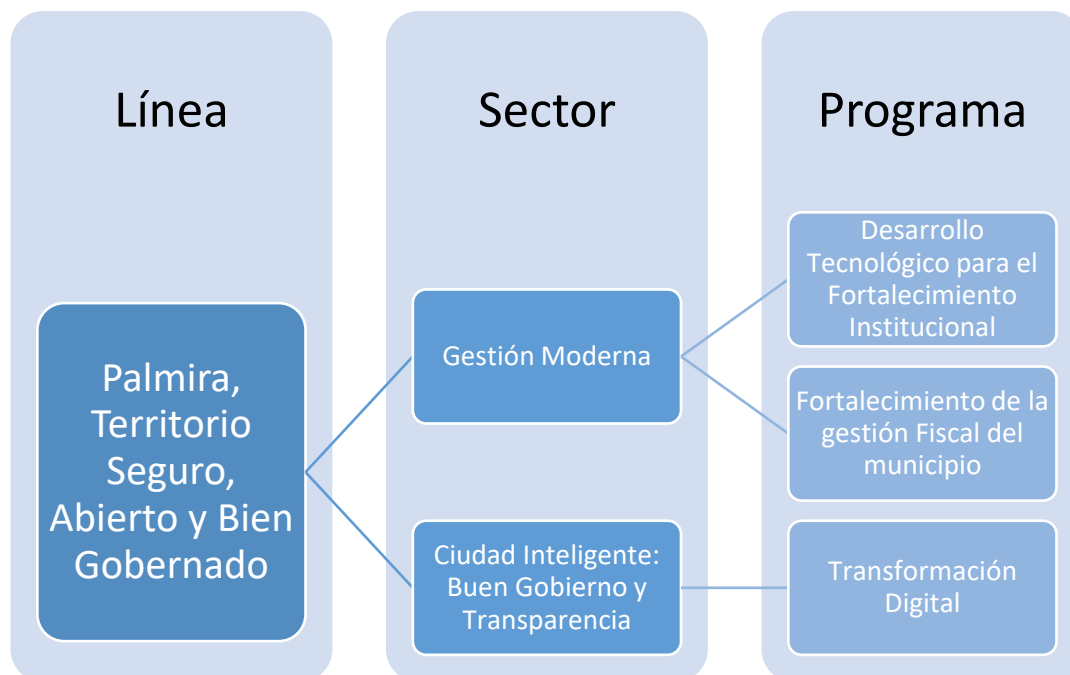 Línea
Sector
Programa
Palmira,
Territorio
Seguro,
Abierto y Bien
Gobernado
Gestión Moderna
Ciudad Inteligente:
Buen Gobierno y
Transparencia
Desarrollo
Tecnológico para el
Fortalecimiento
Institucional
Fortalecimiento de la
gestión Fiscal del
municipio
Transformación
Digital